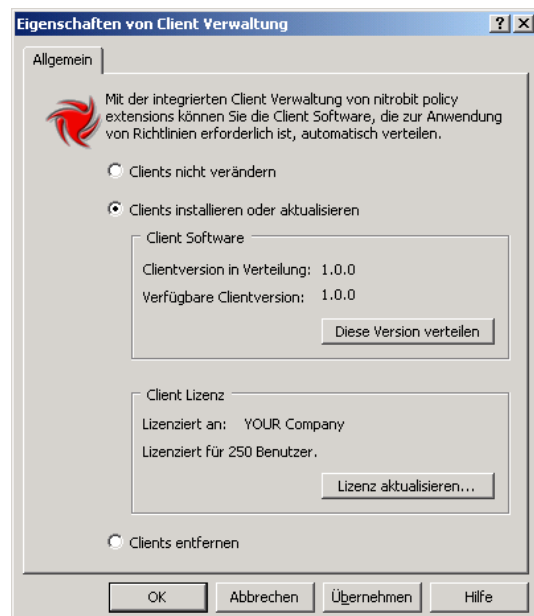 Eigenschaften von Client Verwaltung
Allgemein
Mit der integrierten Client Verwaltung von nitrobit policy
extensions können Sie die Client Software, die zur Anwendung
von Richtlinien erforderlich ist, automatisch verteilen.
Clients nicht verändern
Clients installieren oder aktualisieren
Client Software
Clientversion in Verteilung: 1.0.0
Verfügbare Clientversion: 1.0.0
Diese Version verteilen
Client Lizenz
Lizenziert an: YOUR Company
Lizenziert für 250 Benutzer.
Lizenz aktualisieren...
Clients entfernen
OK Abbrechen Übernehmen Hilfe